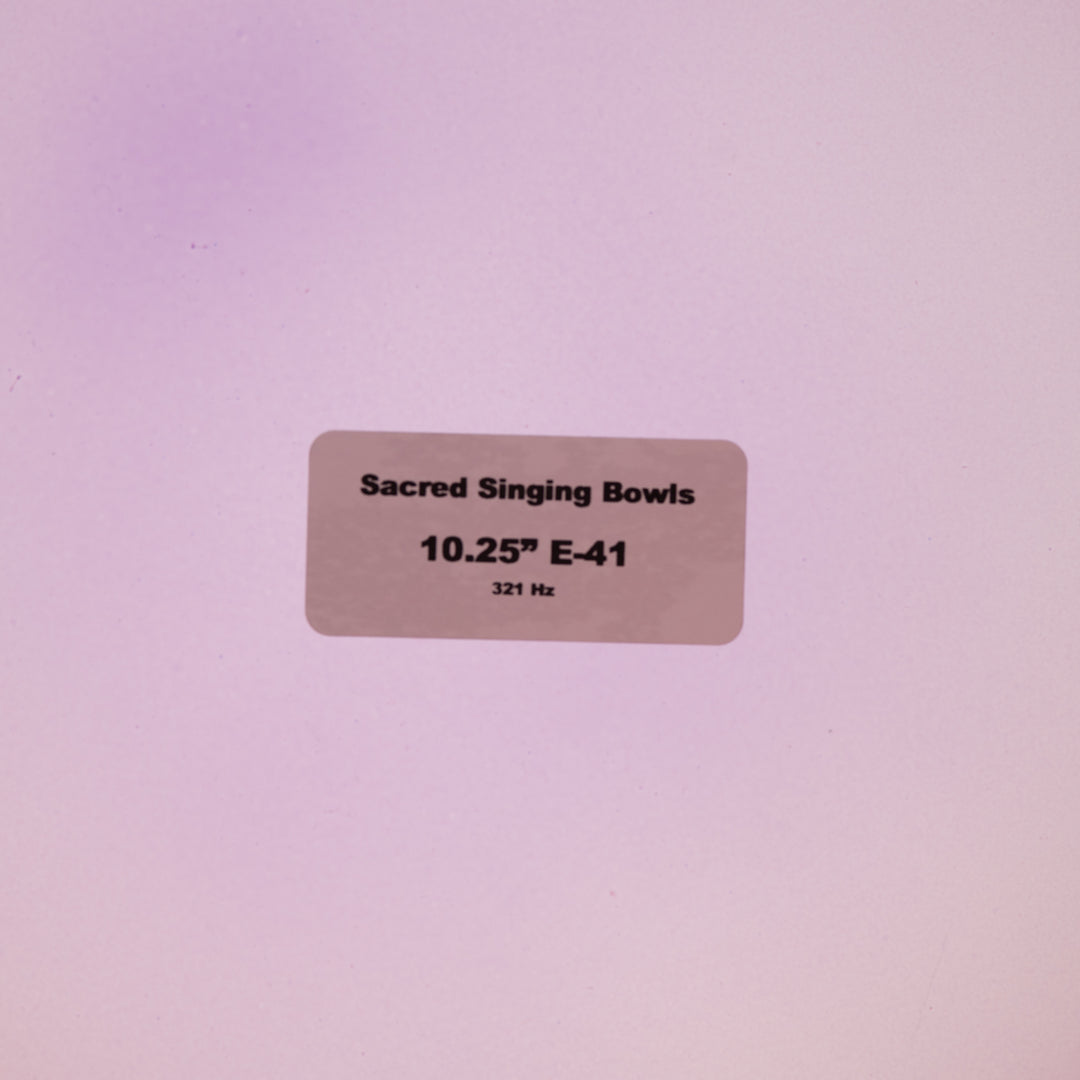 Sacred Singing Bowls
10.25” E-41
321 Hz